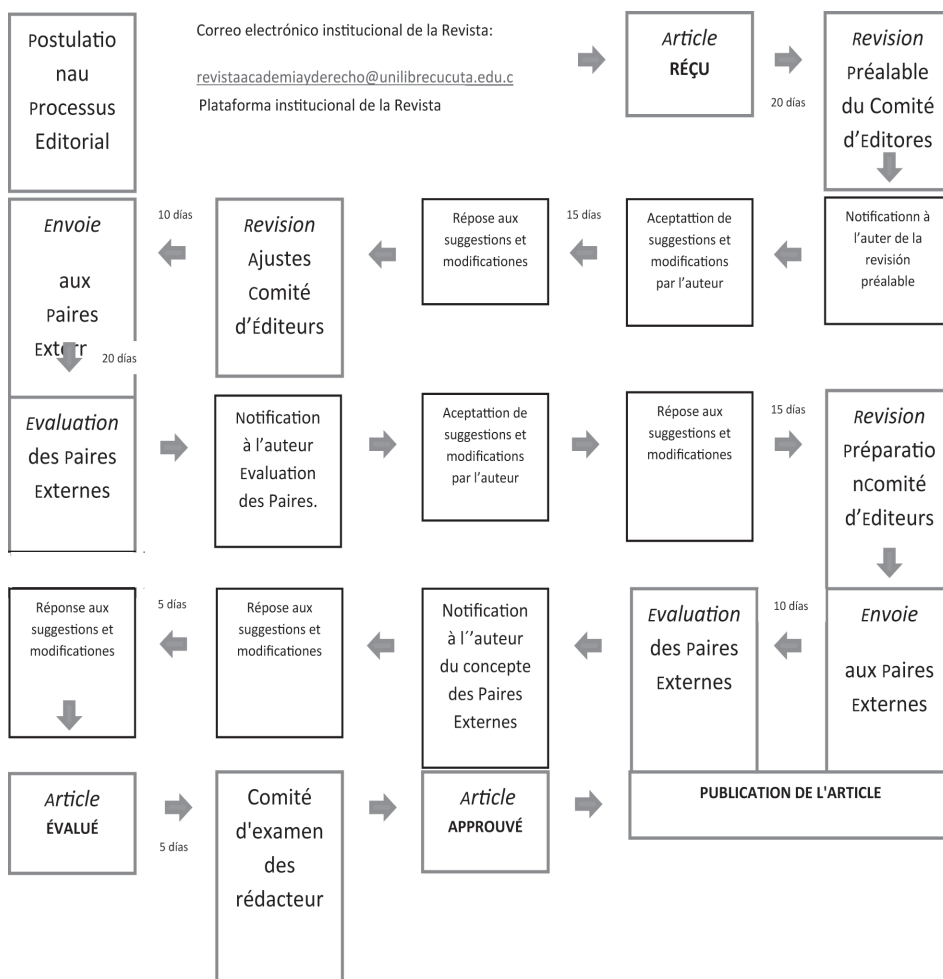 Postulatio
nau
Processus
Editorial
Correo electrónico institucional de la Revista:
revistaacademiayderecho@unilibrecucuta.edu.c
Plataforma institucional de la Revista
Article
RÉÇU
20 días
Revision
Préalable
du Comité
d’Editores
Notificationn à
l’auter de la
revisión
préalable
Aceptattion de
suggestions et
modifications
par l’auteur
15 días
Répose aux
suggestions et
modificationes
Revision
Ajustes
Comité
d’Éditeurs
10 días
Envoie
aux
Paires
Exterr
20 días
Evaluation
des Paires
Externes
Notification
à l’auteur
Evaluation
des Paires.
Aceptattion de
suggestions et
modifications
par l’auteur
Répose aux
suggestions et
modificationes
15 días
Revision
Préparatio
ncomité
d’Editeurs
Envoie
aux Paires
Externes
10 días
Evaluation
des Paires
Externes
Notification
à l´’auteur
du concepte
des Paires
Externes
Répose aux
suggestions et
modificationes
5 días
Réponse aux
suggestions et
modificationes
Article
ÉVALUÉ
5 días
Comité
d'examen
des
rédacteur
Article
APPROUVÉ
PUBLICATION DE L'ARTICLE